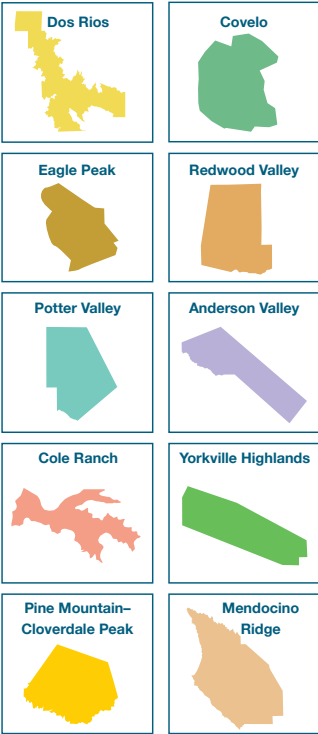 Dos Rios
Covelo
Eagle Peak
Redwood Valley
Potter Valley
Anderson Valley
Cole Ranch
Yorkville Highlands
Pine Mountain–
Cloverdale Peak
Mendocino
Ridge